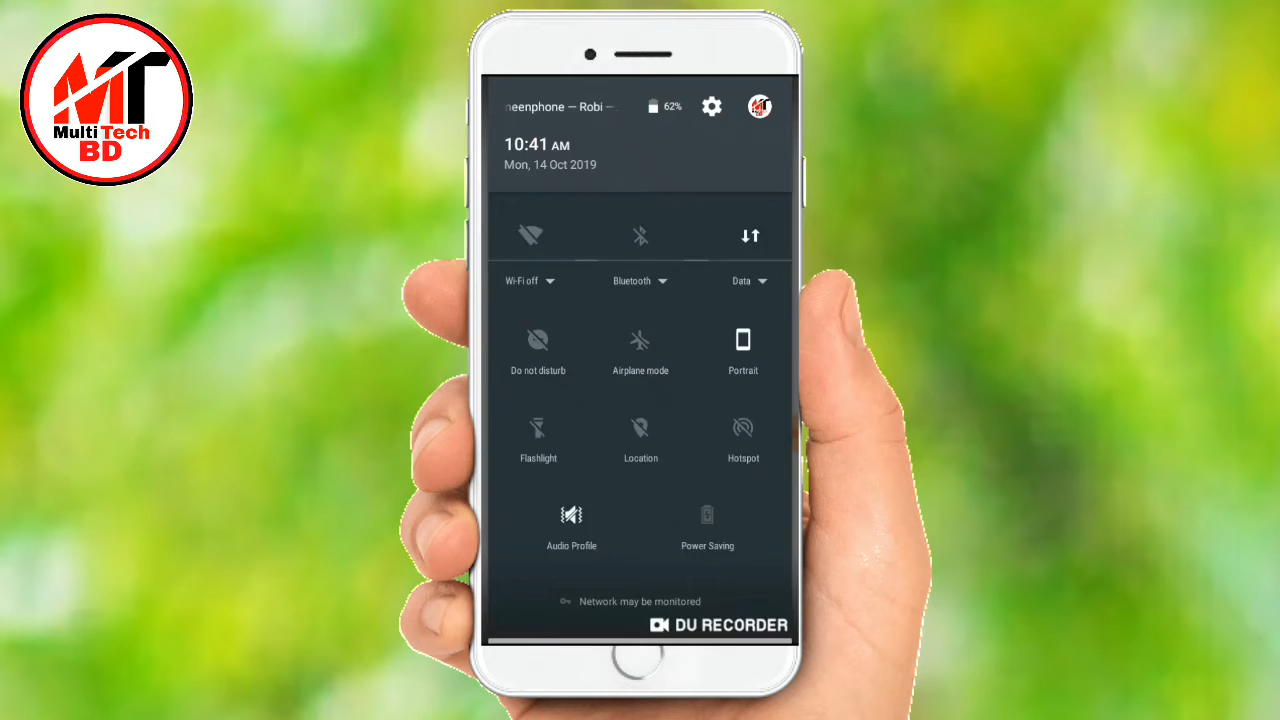 MT
Multi Tech
BD
neenphone — Robi —
62%
10:41 AM
Mon, 14 Oct 2019
Wi-Fi off
Bluetooth
Data
Do not disturb
Airplane mode
Portrait
Flashlight
Location
Hotspot
Audio Profile
Power Saving
Network may be monitored
DU RECORDER